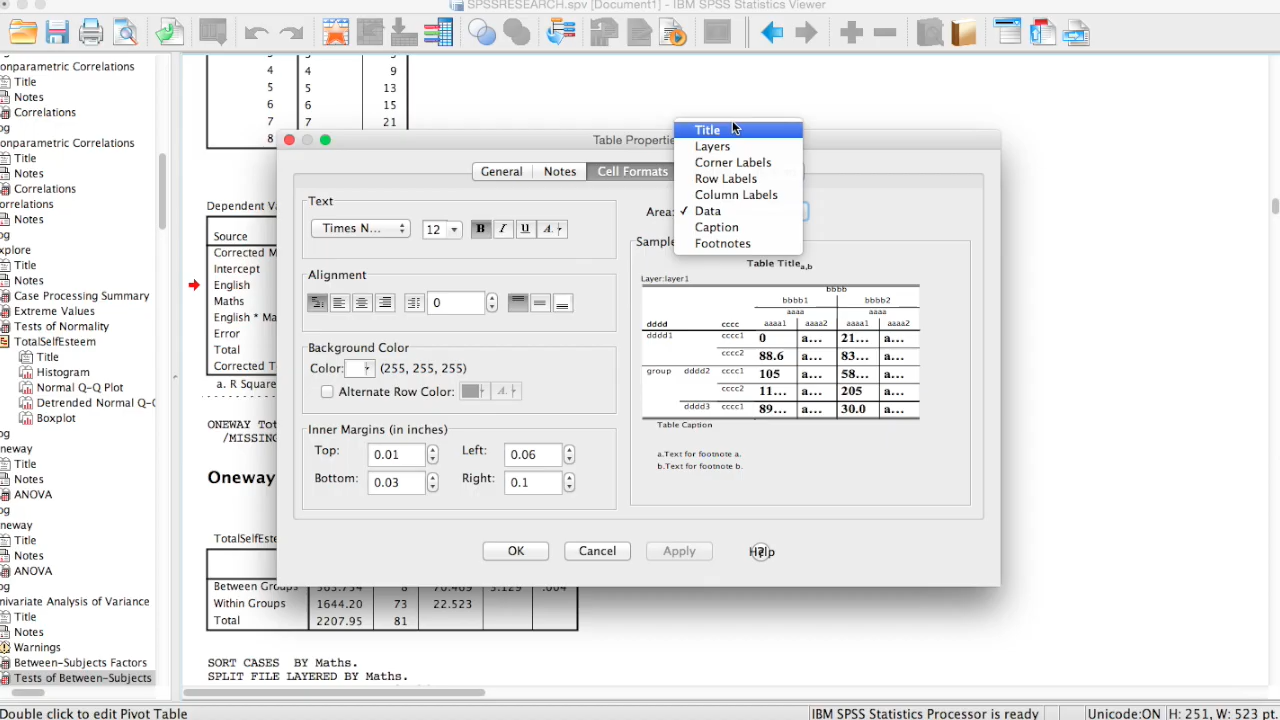 SPSSRESEARCH.spv [Document1] - IBM SPSS Statistics Viewer
onparametric Correlations
Title
Notes
Correlations
og
onparametric Correlations
Title
Notes
Correlations
orrelations
Notes
og
xplore
Title
Notes
Case Processing Summary
Extreme Values
Tests of Normality
TotalSelfEsteem
Title
Histogram
Normal Q-Q Plot
Detrended Normal Q-(
Boxplot
og
neway
Title
Notes
ANOVA
og
neway
Title
Notes
ANOVA
og
nivariate Analysis of Variance
Title
Notes
Warnings
Between-Subjects Factors
Tests of Between-Subjects
4 4 9
5 5 13
6 6 15
7 7 21
8
Dependent Va
Source
Corrected M
Intercept
English
Maths
English * Ma
Error
Total
Corrected T
a. R Square
ONEWAY Tot
/MISSING
Oneway
TotalSelfEste
Between Groups 8
Within Groups 1644.20 73 22.523
Total 2207.95 81
SORT CASES BY Maths.
SPLIT FILE LAYERED BY Maths.
Table Propertie
General Notes Cell Formats
Text
Times N... 12 B I U A.
Alignment
0
Background Color
Color: (255, 255, 255)
Alternate Row Color: A.
Inner Margins (in inches)
Top: 0.01 Left: 0.06
Bottom: 0.03 Right: 0.1
Area:
Title
Layers
Corner Labels
Row Labels
Column Labels
✓ Data
Caption
Footnotes
Sample
Table Title a,b
Layer:layer1
bbbb
bbbb1 bbbb2
aaaa aaaa
dddd cccc aaaa1 aaaa2 aaaa1 aaaa2
dddd1 cccc1 0 a... 21... a...
cccc2 88.6 a... 83... a...
group dddd2 cccc1 105 a... 58... a...
cccc2 11... a... 205 a...
dddd3 cccc1 89... a... 30.0 a...
Table Caption
a.Text for footnote a.
b.Text for footnote b.
OK Cancel Apply Help
Double click to edit Pivot Table
IBM SPSS Statistics Processor is ready
Unicode:ON H: 251, W: 523 pt.